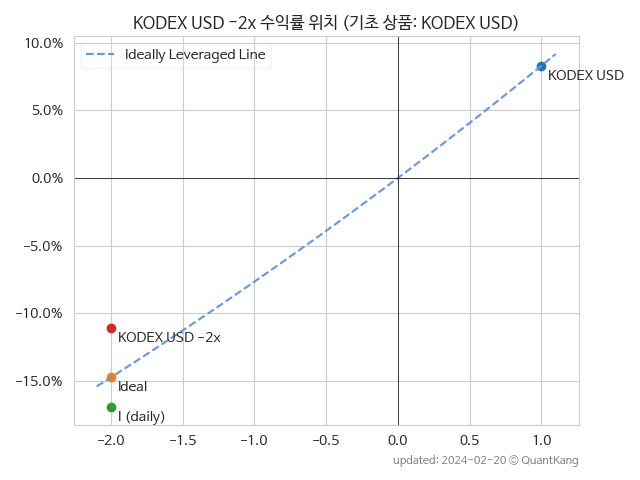 KODEX USD -2x 수익률 위치 (기초 상품: KODEX USD)
10.0%
5.0%
0.0%
-5.0%
-10.0%
-15.0%
Ideally Leveraged Line
KODEX USD
KODEX USD -2x
Ideal
I (daily)
-2.0
-1.5
-1.0
-0.5
0.0
0.5
1.0
updated: 2024-02-20 © QuantKang